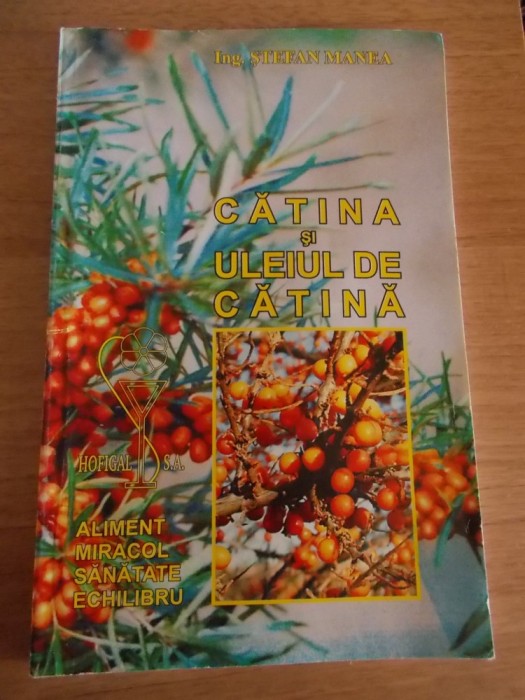 Ing. ŞTEFAN MANEA
CĂTINA
şi
ULEIUL DE
CĂTINĂ
HOFIGAL S.A.
ALIMENT
MIRACOL
SĂNĂTATE
ECHILIBRU